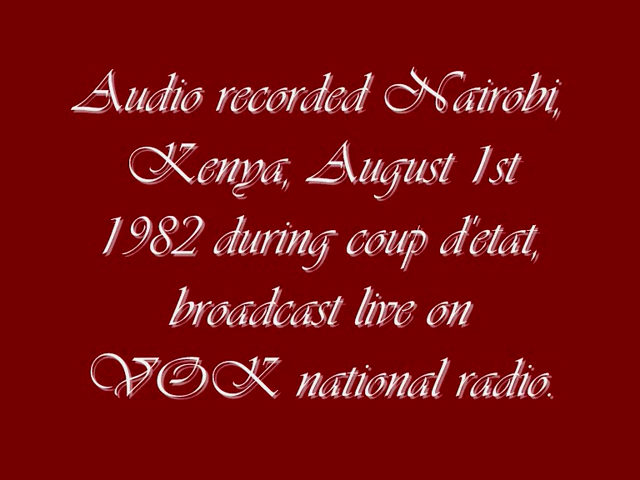 Audio recorded Nairobi,
Kenya, August 1st
1982 during coup d'etat,
broadcast live on
VOK national radio.